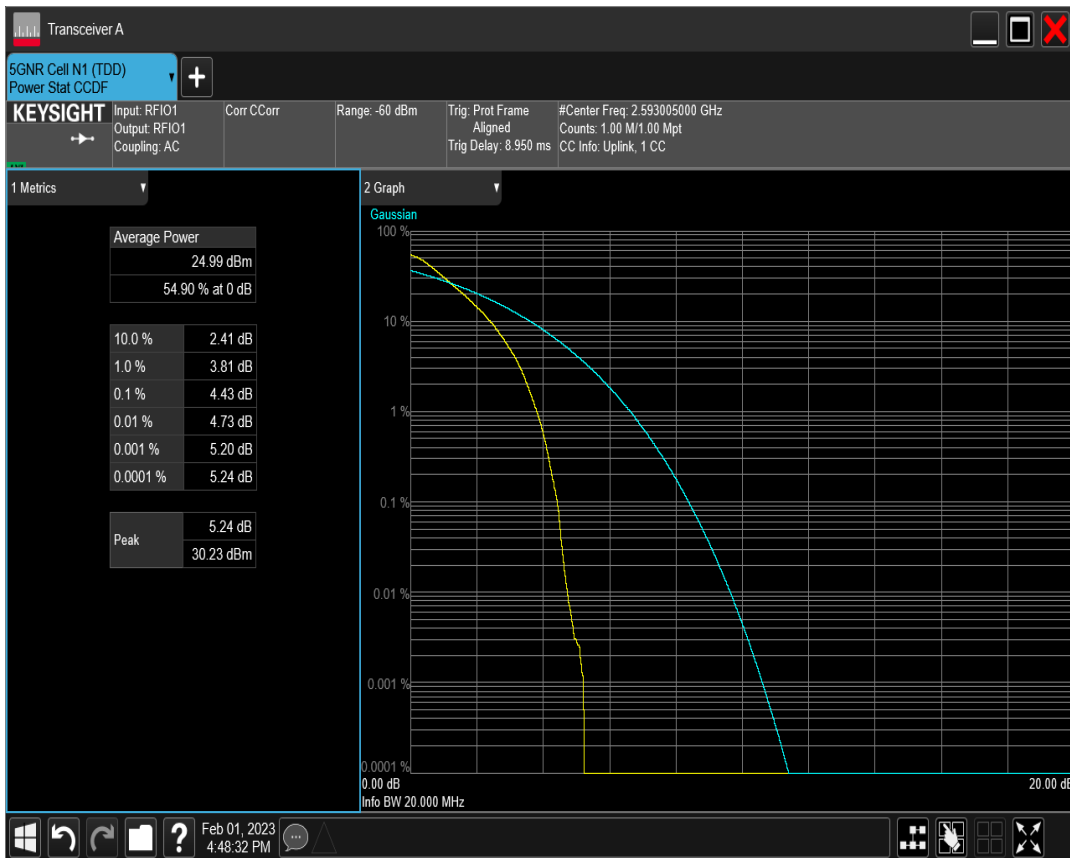 Transceiver A
5GNR Cell N1 (TDD)
Power Stat CCDF
KEYSIGHT
Input: RFIO1
Output: RFIO1
Coupling: AC
Corr CCorr
Range: -60 dBm
Trig: Prot Frame
Aligned
Trig Delay: 8.950 ms
#Center Freq: 2.593005000 GHz
Counts: 1.00 M/1.00 Mpt
CC Info: Uplink, 1 CC
1 Metrics
Average Power
24.99 dBm
54.90 % at 0 dB
10.0 % 2.41 dB
1.0 % 3.81 dB
0.1 % 4.43 dB
0.01 % 4.73 dB
0.001 % 5.20 dB
0.0001 % 5.24 dB
Peak
5.24 dB
30.23 dBm
2 Graph
Gaussian
100 %
10 %
1 %
0.1 %
0.01 %
0.001 %
0.0001 %
0.00 dB 20.00 dB
Info BW 20.000 MHz
Feb 01, 2023
4:48:32 PM